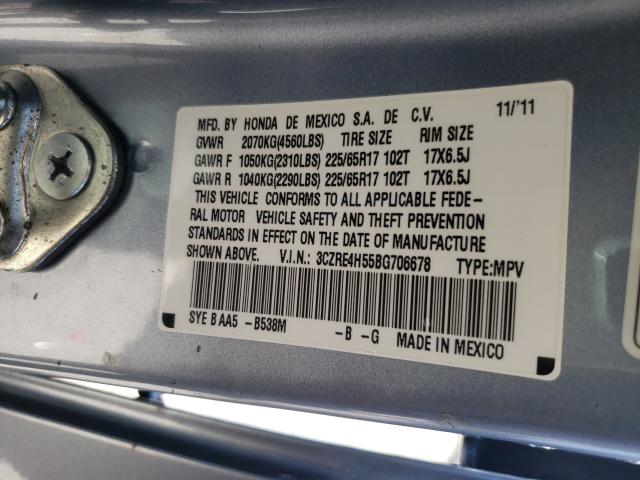 MFD. BY HONDA DE MEXICO S.A. DE C.V. 11/'11
GVWR 2070KG(4560LBS) TIRE SIZE RIM SIZE
GAWR F 1050KG(2310LBS) 225/65R17 102T 17X6.5J
GAWR R 1040KG(2290LBS) 225/65R17 102T 17X6.5J
THIS VEHICLE CONFORMS TO ALL APPLICABLE FEDE-
RAL MOTOR VEHICLE SAFETY AND THEFT PREVENTION
STANDARDS IN EFFECT ON THE DATE OF MANUFACTURE
SHOWN ABOVE. V.I.N.: 3CZRE4H55BG706678 TYPE:MPV
SYE B AA5 -B538M -B -G MADE IN MEXICO